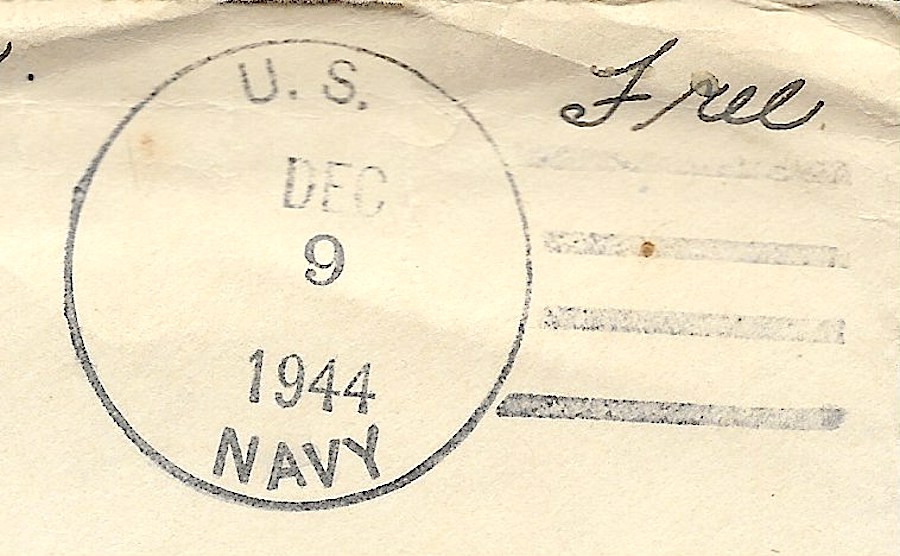 Free
U. S.
DEC
9
1944
NAVY